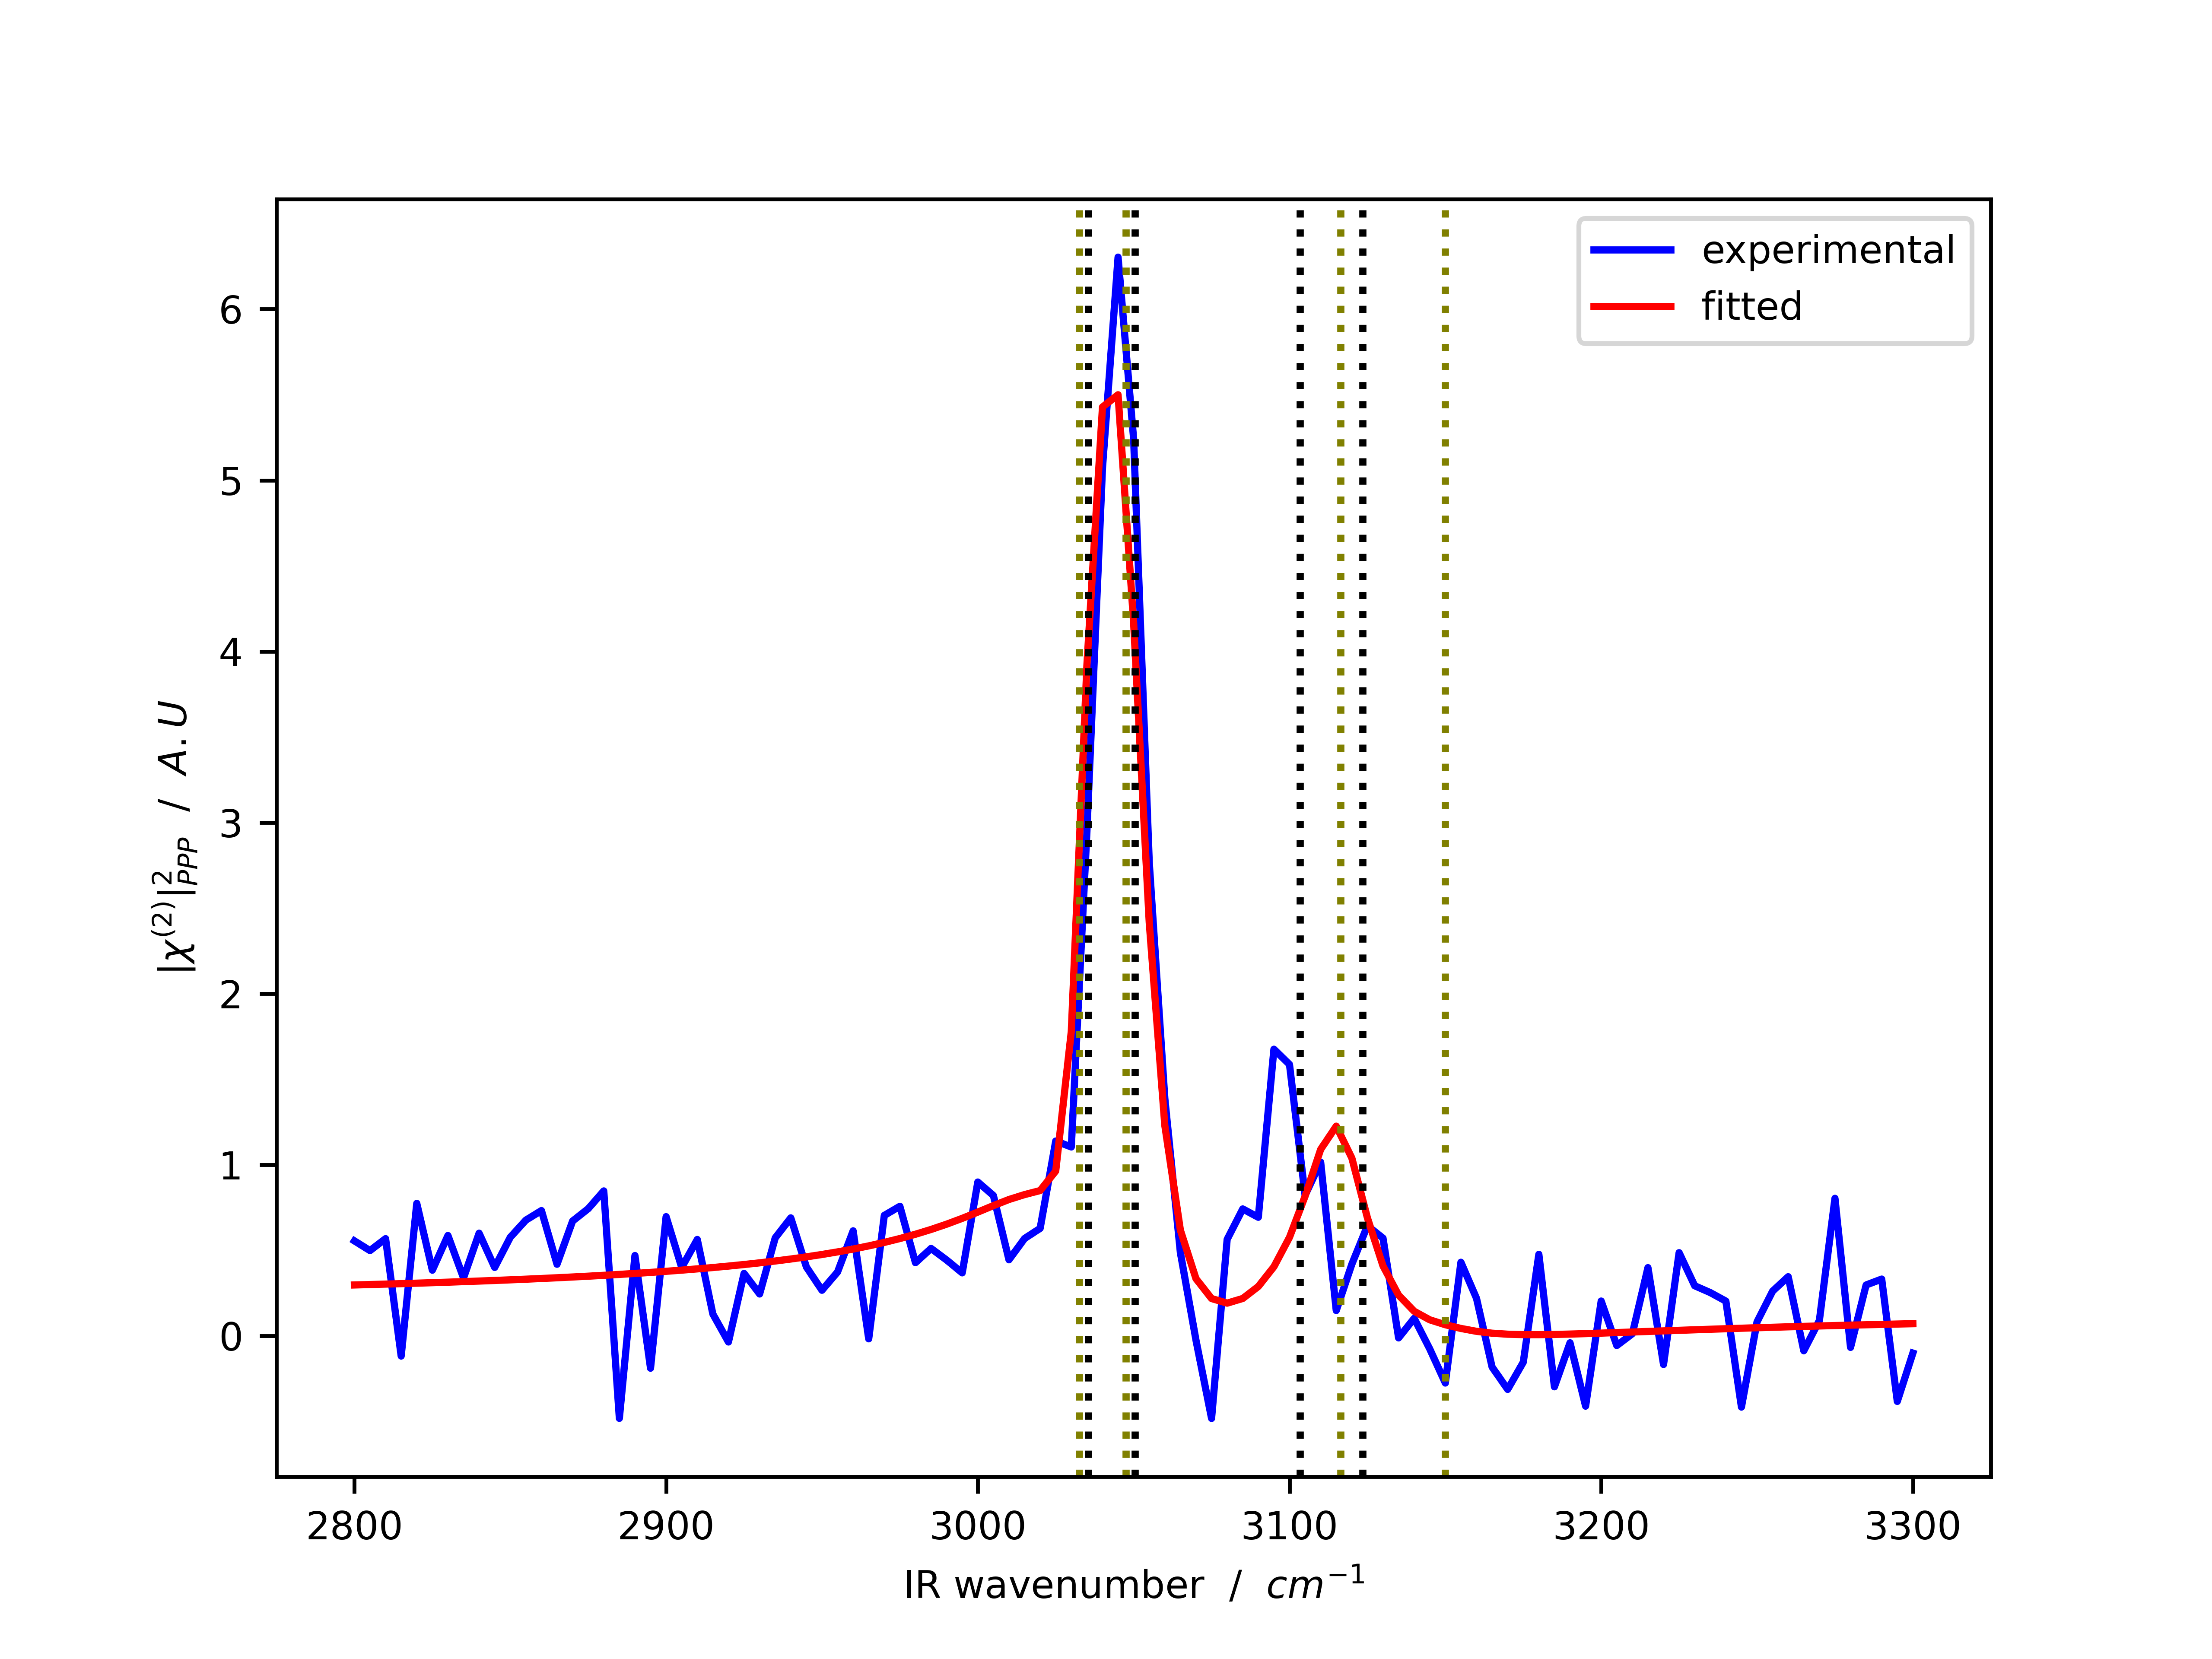 experimental
fitted
6
5
4
3
2
1
0
|χ^(2)|^2_PPP / A.U
2800 2900 3000 3100 3200 3300
IR wavenumber / cm^−1